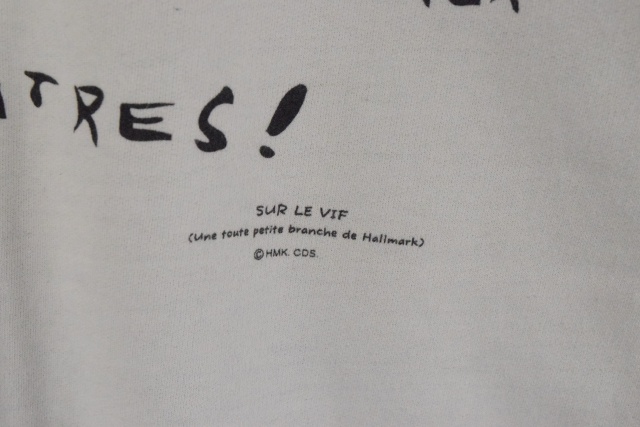 TRES!
SUR LE VIF
(Une toute petite branche de Hallmark)
©HMK. CDS.